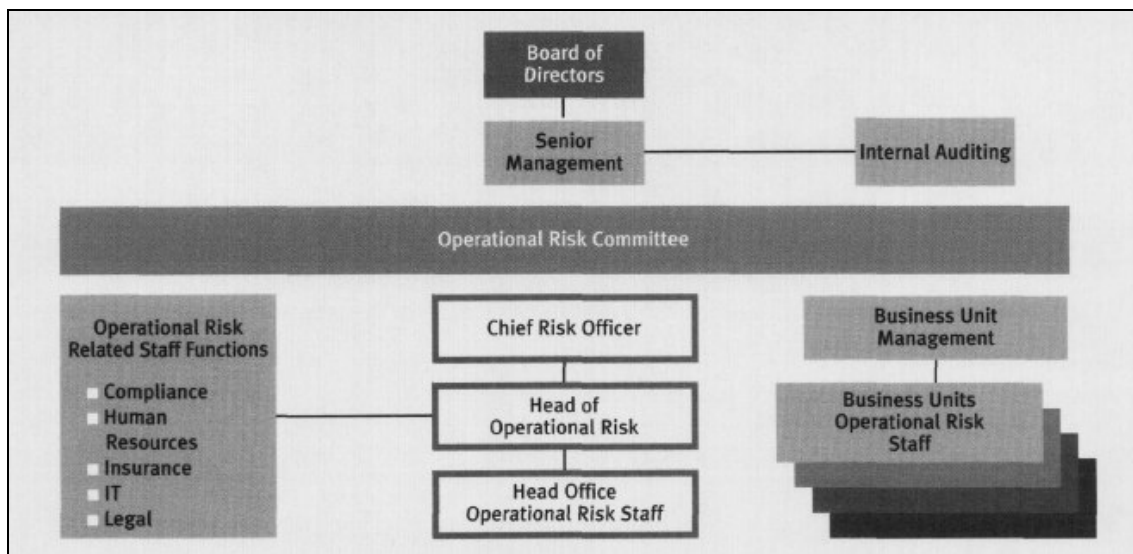 Board of
Directors
Senior
Management
Internal Auditing
Operational Risk Committee
Operational Risk
Related Staff Functions
Compliance
Human
Resources
Insurance
IT
Legal
Chief Risk Officer
Head of
Operational Risk
Head Office
Operational Risk Staff
Business Unit
Management
Business Units
Operational Risk
Staff